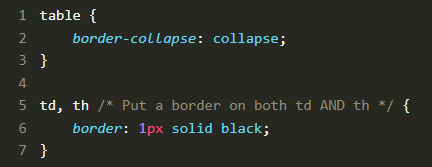 1 table {
2     border-collapse: collapse;
3 }
4
5 td, th /* Put a border on both td AND th */ {
6     border: 1px solid black;
7 }